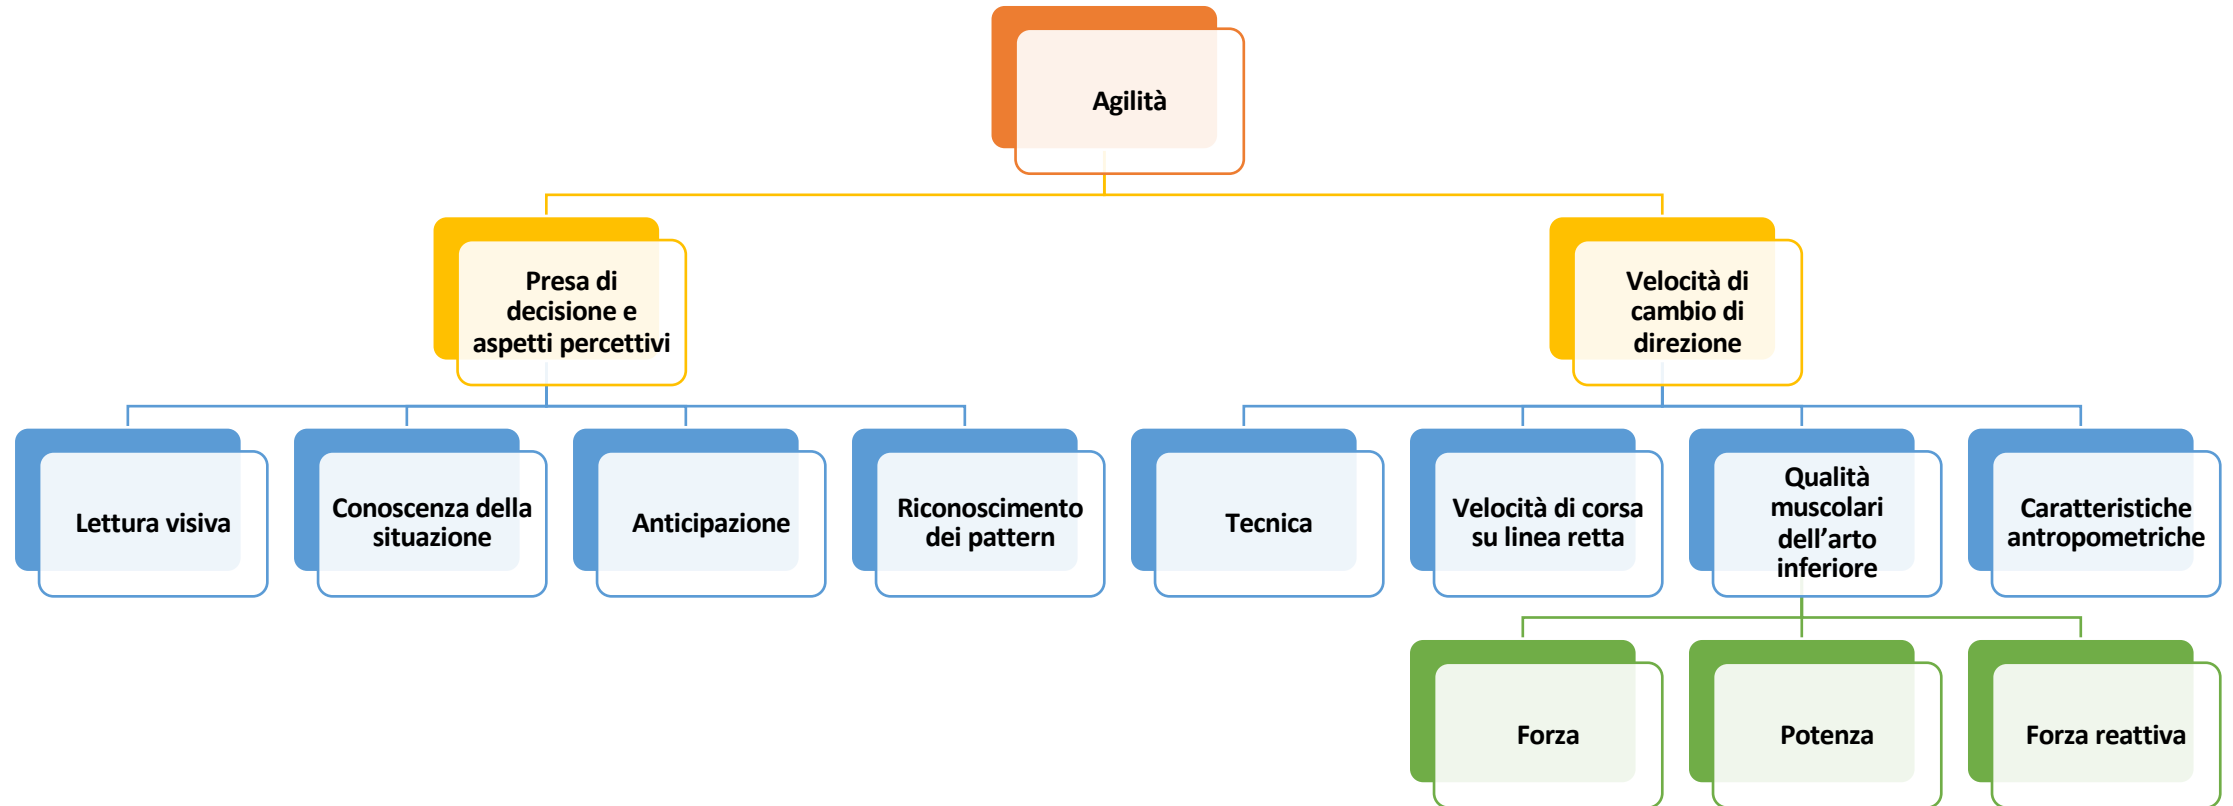 Agilità
Presa di
decisione e
aspetti percettivi
Velocità di
cambio di
direzione
Lettura visiva
Conoscenza della
situazione
Anticipazione
Riconoscimento
dei pattern
Tecnica
Velocità di corsa
su linea retta
Qualità
muscolari
dell’arto
inferiore
Caratteristiche
antropometriche
Forza
Potenza
Forza reattiva